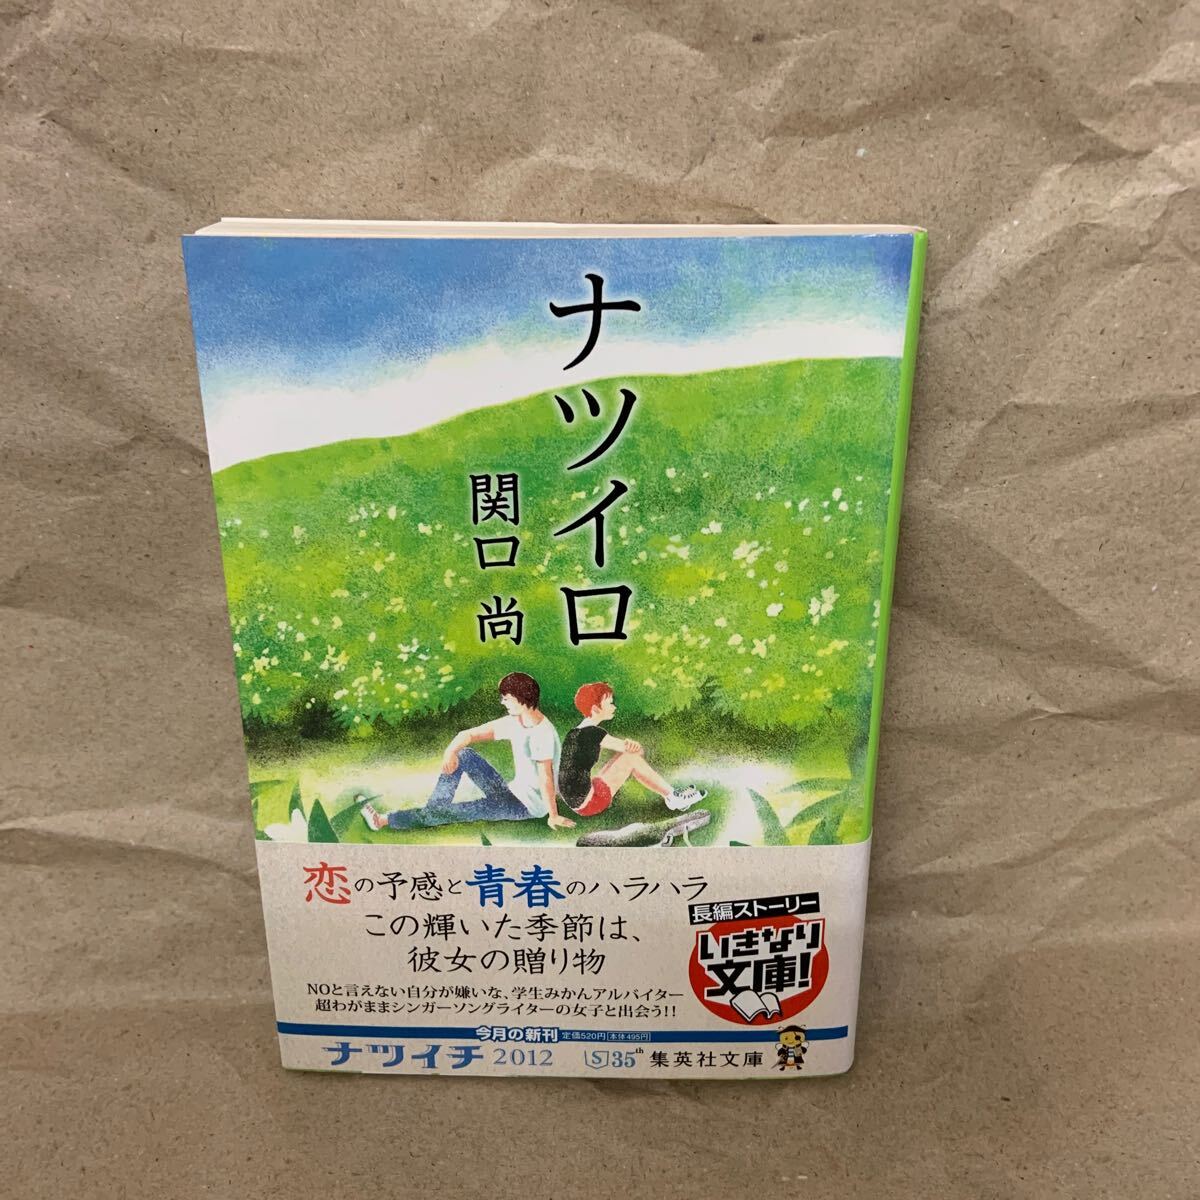 ナツイロ
関口 尚
恋の予感と青春のハラハラ
この輝いた季節は、
彼女の贈り物
NOと言えない自分が嫌いな、学生みかんアルバイター
超わがままシンガーソングライターの女子と出会う!!
長編ストーリー
いきなり
文庫!
今月の新刊 定価520円 本体495円
ナツイチ 2012 S 35th 集英社文庫